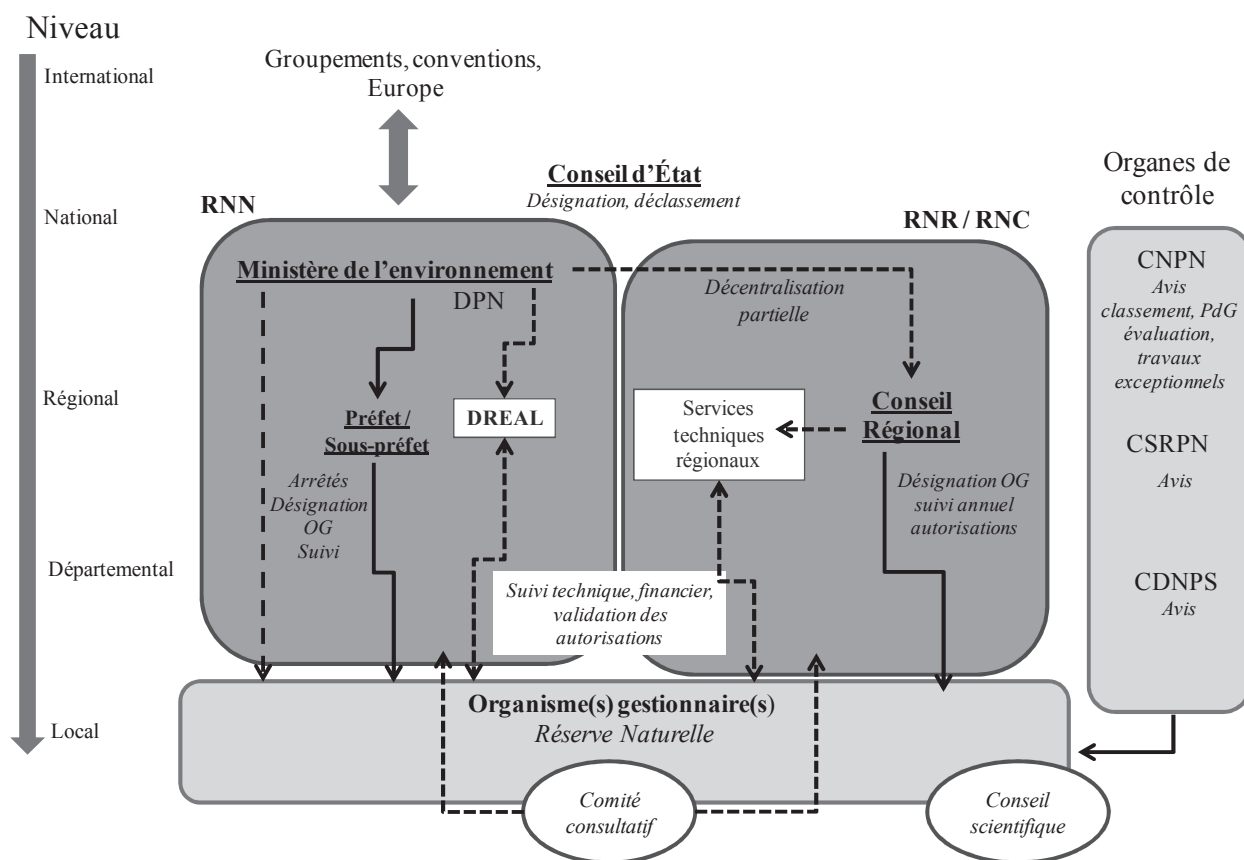 Niveau
International
National
Régional
Départemental
Local
Groupements, conventions,
Europe
Conseil d'État
Désignation, déclassement
RNN
Ministère de l'environnement
DPN
Préfet /
Sous-préfet
Arrêtés
Désignation
OG
Suivi
DREAL
RNR / RNC
Décentralisation
partielle
Services
techniques
régionaux
Conseil
Régional
Désignation OG
suivi annuel
autorisations
Suivi technique, financier,
validation des
autorisations
Organisme(s) gestionnaire(s)
Réserve Naturelle
Comité
consultatif
Conseil
scientifique
Organes de
contrôle
CNPN
Avis
classement, PdG
évaluation,
travaux
exceptionnels
CSRPN
Avis
CDNPS
Avis